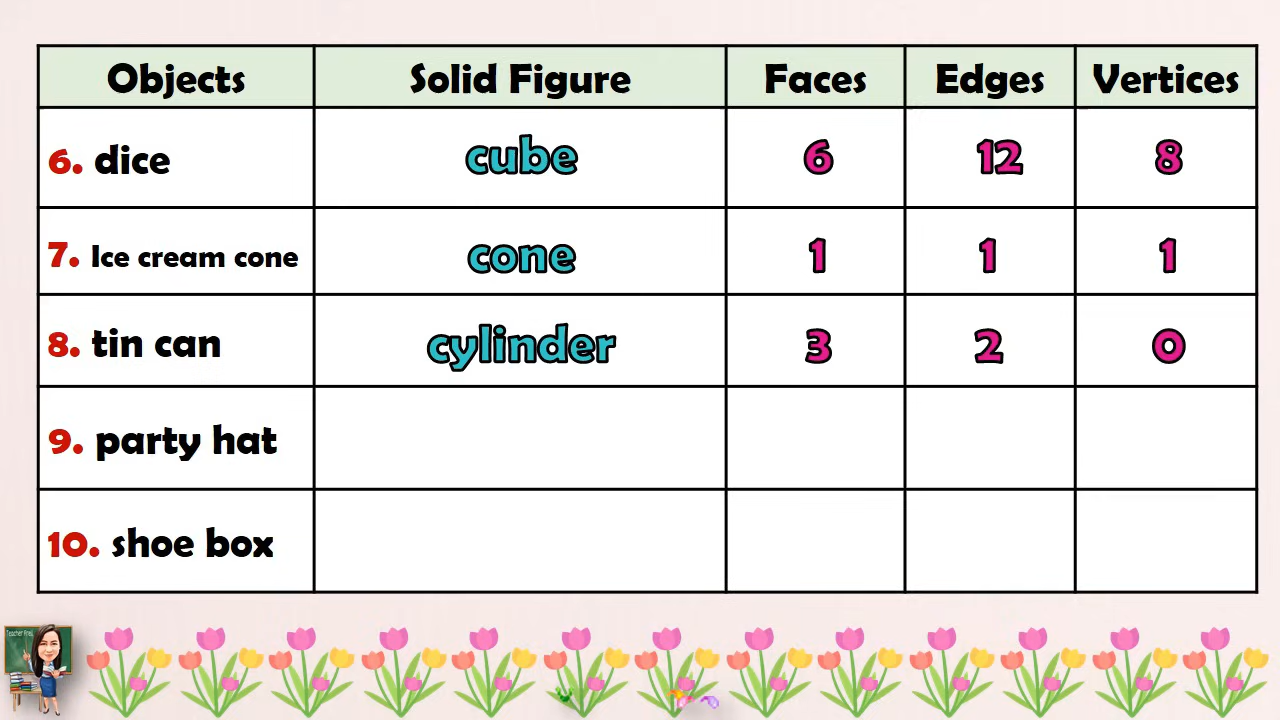 Objects Solid Figure Faces Edges Vertices
6. dice cube 6 12 8
7. Ice cream cone cone 1 1 1
8. tin can cylinder 3 2 0
9. party hat
10. shoe box